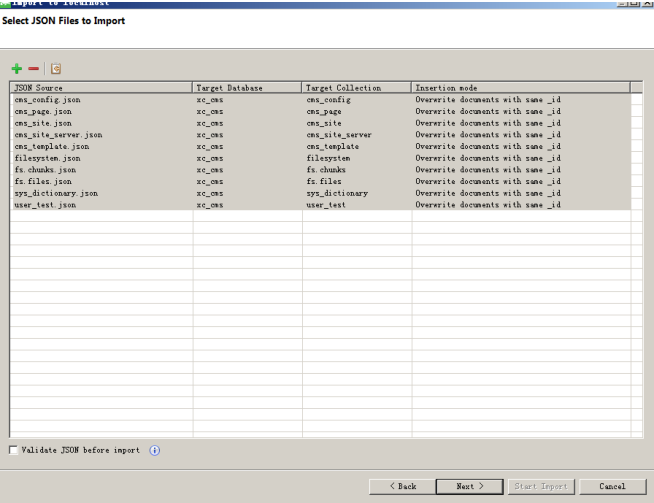 Import to localhost
Select JSON Files to Import
JSON Source Target Database Target Collection Insertion mode
cms_config.json xc_cms cms_config Overwrite documents with same _id
cms_page.json xc_cms cms_page Overwrite documents with same _id
cms_site.json xc_cms cms_site Overwrite documents with same _id
cms_site_server.json xc_cms cms_site_server Overwrite documents with same _id
cms_template.json xc_cms cms_template Overwrite documents with same _id
filesystem.json xc_cms filesystem Overwrite documents with same _id
fs.chunks.json xc_cms fs.chunks Overwrite documents with same _id
fs.files.json xc_cms fs.files Overwrite documents with same _id
sys_dictionary.json xc_cms sys_dictionary Overwrite documents with same _id
user_test.json xc_cms user_test Overwrite documents with same _id
Validate JSON before import
< Back Next > Start Import Cancel